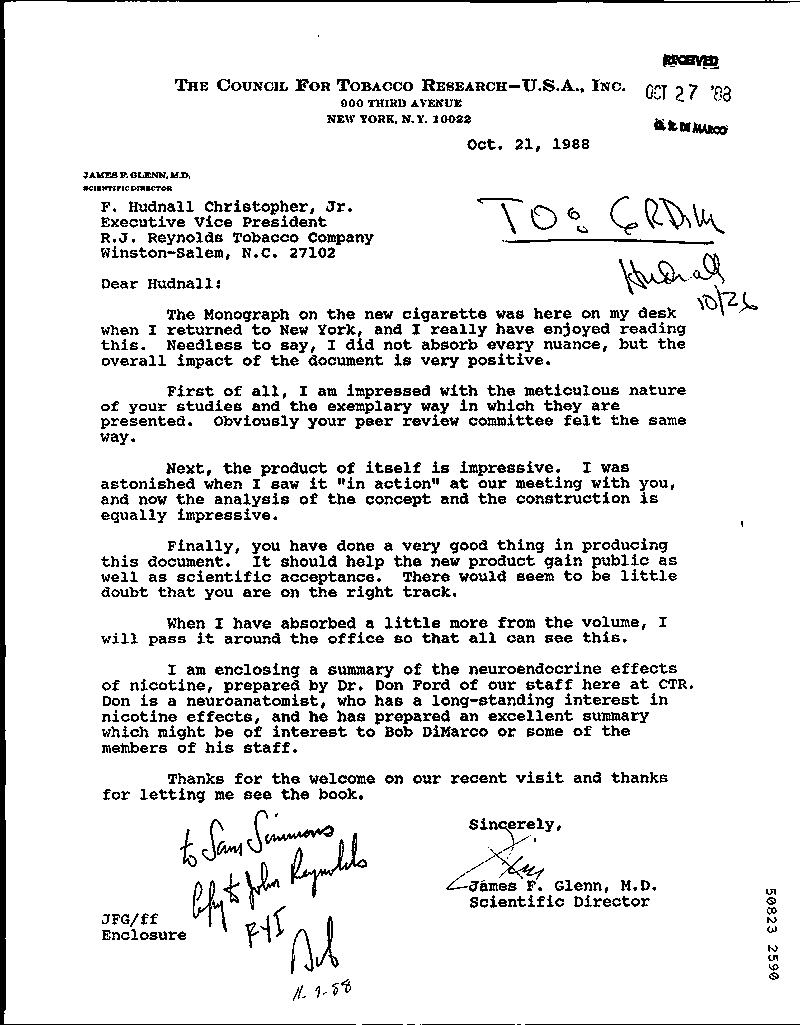 RECEIVED
THE COUNCIL FOR TOBACCO RESEARCH-U.S.A., INC.
OCT 27 '88
900 THIRD AVENUE
NEW YORK, N.Y. 10022
DI MARCO
Oct. 21, 1988
JAMES F. GLENN, M.D.
SCIENTIFIC DIRECTOR
F. Hudnall Christopher, Jr.
Executive Vice President
R.J. Reynolds Tobacco Company
Winston-Salem, N.C. 27102
TO:
Hudnall
10/26
Dear Hudnall:
The Monograph on the new cigarette was here on my desk
when I returned to New York, and I really have enjoyed reading
this. Needless to say, I did not absorb every nuance, but the
overall impact of the document is very positive.
First of all, I am impressed with the meticulous nature
of your studies and the exemplary way in which they are
presented. Obviously your peer review committee felt the same
way.
Next, the product of itself is impressive. I was
astonished when I saw it "in action" at our meeting with you,
and now the analysis of the concept and the construction is
equally impressive.
Finally, you have done a very good thing in producing
this document. It should help the new product gain public as
well as scientific acceptance. There would seem to be little
doubt that you are on the right track.
When I have absorbed a little more from the volume, I
will pass it around the office so that all can see this.
I am enclosing a summary of the neuroendocrine effects
of nicotine, prepared by Dr. Don Ford of our staff here at CTR.
Don is a neuroanatomist, who has a long-standing interest in
nicotine effects, and he has prepared an excellent summary
which might be of interest to Bob DiMarco or some of the
members of his staff.
Thanks for the welcome on our recent visit and thanks
for letting me see the book.
Sincerely,
Jim
James F. Glenn, M.D.
Scientific Director
to Sam Simmons
Copy to John Reynolds
FYI
Bob
11-1-88
JFG/ff
Enclosure
50823 2590